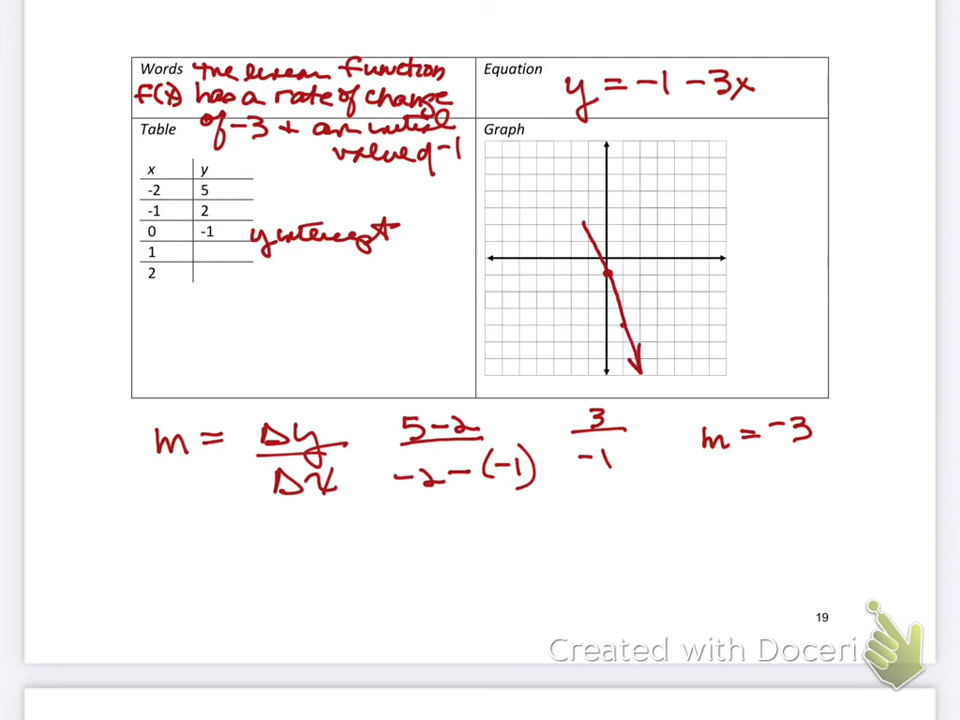 Words the linear function
f(x) has a rate of change
of -3 + an initial
value of -1
Equation
y = -1 - 3x
Table
x y
-2 5
-1 2
0 -1 y intercept
1
2
Graph
m = Δy/Δx 5-2/-2-(-1) 3/-1 m = -3
19
Created with Doceri